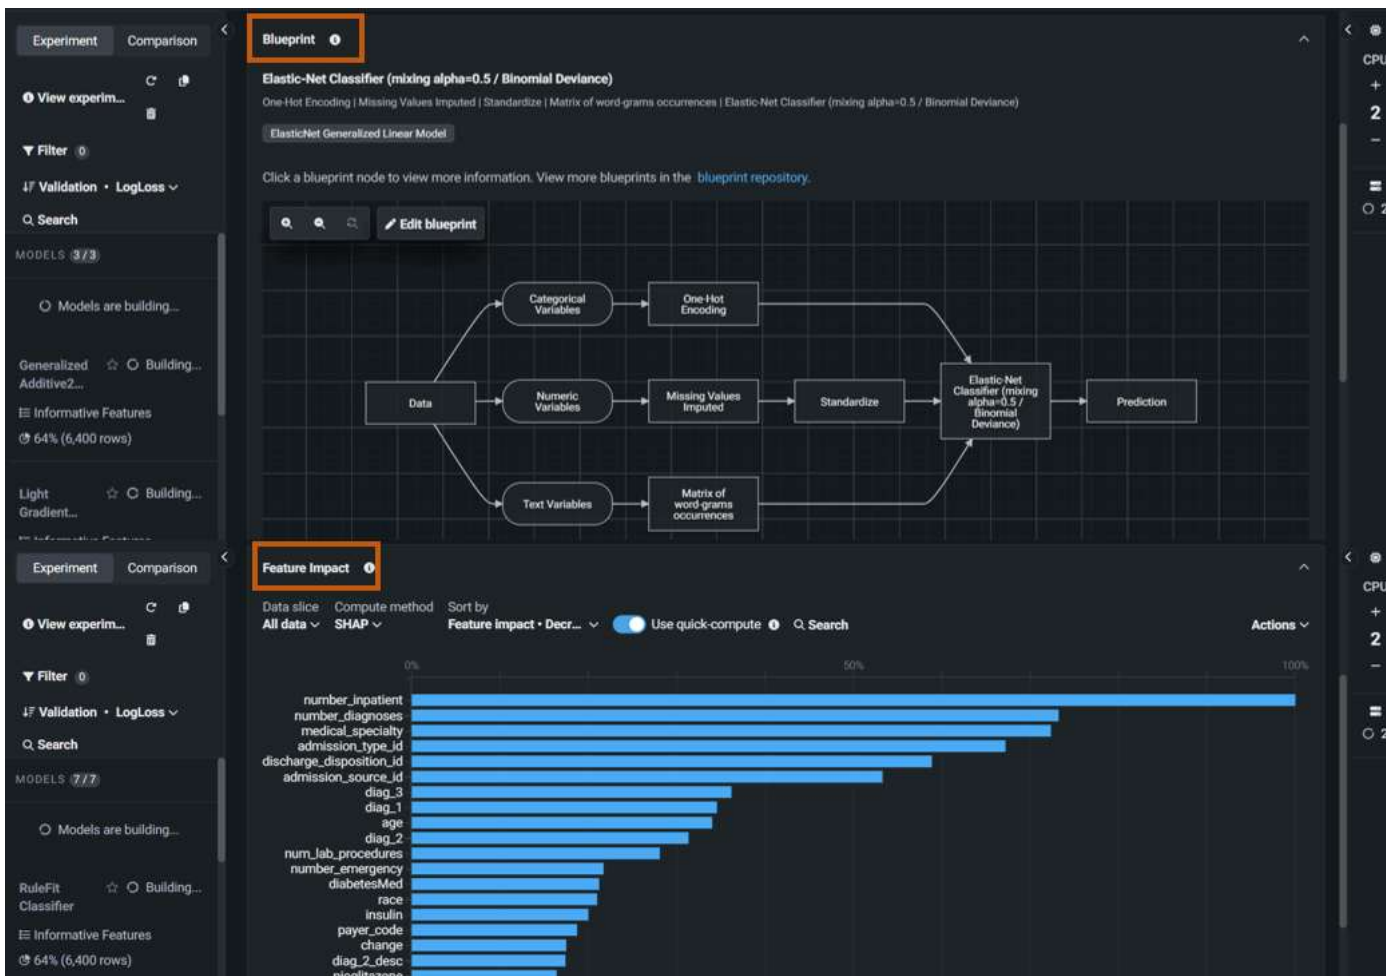 Experiment Comparison
View experim...
Filter 0
Validation • LogLoss
Search
MODELS 3/3
Models are building...
Generalized Building...
Additive2...
Informative Features
64% (6,400 rows)
Light Building...
Gradient...
Blueprint
Elastic-Net Classifier (mixing alpha=0.5 / Binomial Deviance)
One-Hot Encoding | Missing Values Imputed | Standardize | Matrix of word-grams occurrences | Elastic-Net Classifier (mixing alpha=0.5 / Binomial Deviance)
ElasticNet Generalized Linear Model
Click a blueprint node to view more information. View more blueprints in the blueprint repository.
Edit blueprint
Data
Categorical
Variables
One-Hot
Encoding
Numeric
Variables
Missing Values
Imputed
Standardize
Text Variables
Matrix of
word-grams
occurrences
Elastic-Net
Classifier (mixing
alpha=0.5 /
Binomial
Deviance)
Prediction
CPU
+
2
−
2
Experiment Comparison
View experim...
Filter 0
Validation • LogLoss
Search
MODELS 7/7
Models are building...
RuleFit Building...
Classifier
Informative Features
64% (6,400 rows)
Feature Impact
Data slice Compute method Sort by
All data SHAP Feature impact • Decr... Use quick-compute Search Actions
0% 50% 100%
number_inpatient
number_diagnoses
medical_specialty
admission_type_id
discharge_disposition_id
admission_source_id
diag_3
diag_1
age
diag_2
num_lab_procedures
number_emergency
diabetesMed
race
insulin
payer_code
change
diag_2_desc
CPU
+
2
−
2